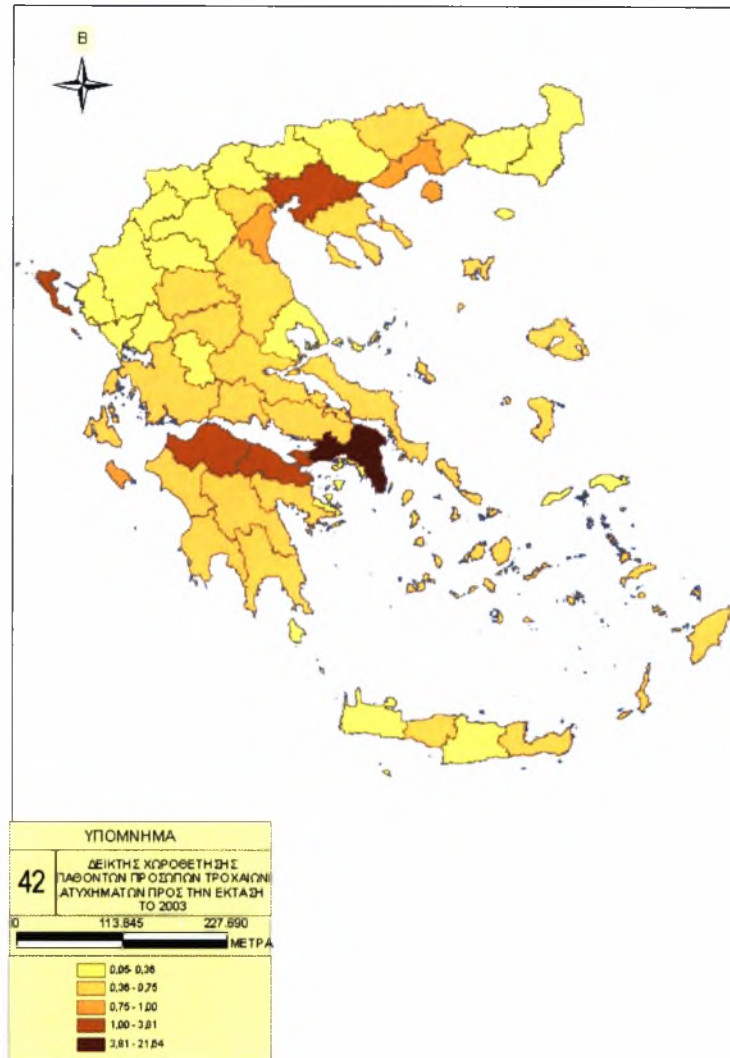 Β
ΥΠΟΜΝΗΜΑ
42
ΔΕΙΚΤΗΣ ΧΩΡΟΘΕΤΗΣΗΣ
ΠΑΘΟΝΤΩΝ ΠΡΟΣΩΠΩΝ ΤΡΟΧΑΙΩΝ
ΑΤΥΧΗΜΑΤΩΝ ΠΡΟΣ ΤΗΝ ΕΚΤΑΣΗ
ΤΟ 2003
0 113.845 227.690
ΜΕΤΡΑ
0,05- 0,36
0,36 - 0,75
0,75 - 1,00
1,00 - 3,81
3,81 - 21,64